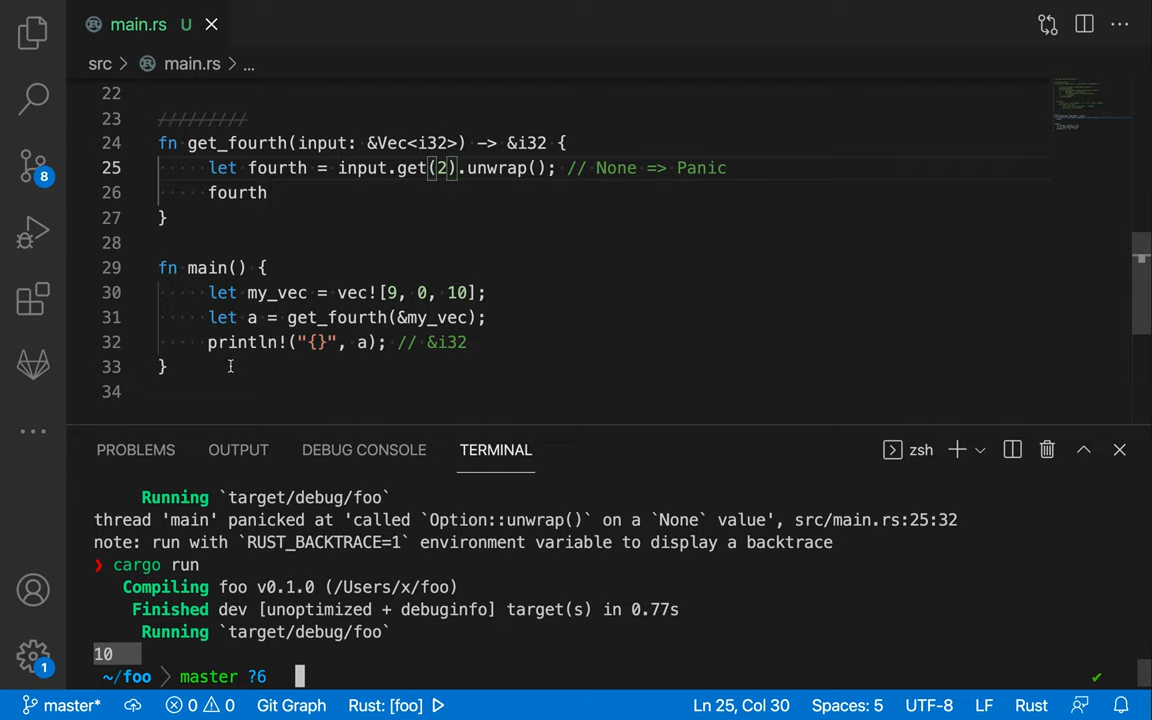 main.rs U
src > main.rs > ...
22
23 /////////
24 fn get_fourth(input: &Vec<i32>) -> &i32 {
25 let fourth = input.get(2).unwrap(); // None => Panic
26 fourth
27 }
28
29 fn main() {
30 let my_vec = vec![9, 0, 10];
31 let a = get_fourth(&my_vec);
32 println!("{}", a); // &i32
33 }
34
8
PROBLEMS OUTPUT DEBUG CONSOLE TERMINAL zsh
Running `target/debug/foo`
thread 'main' panicked at 'called `Option::unwrap()` on a `None` value', src/main.rs:25:32
note: run with `RUST_BACKTRACE=1` environment variable to display a backtrace
❯ cargo run
Compiling foo v0.1.0 (/Users/x/foo)
Finished dev [unoptimized + debuginfo] target(s) in 0.77s
Running `target/debug/foo`
10
~/foo master ?6
1
master* 0 0 Git Graph Rust: [foo] Ln 25, Col 30 Spaces: 5 UTF-8 LF Rust